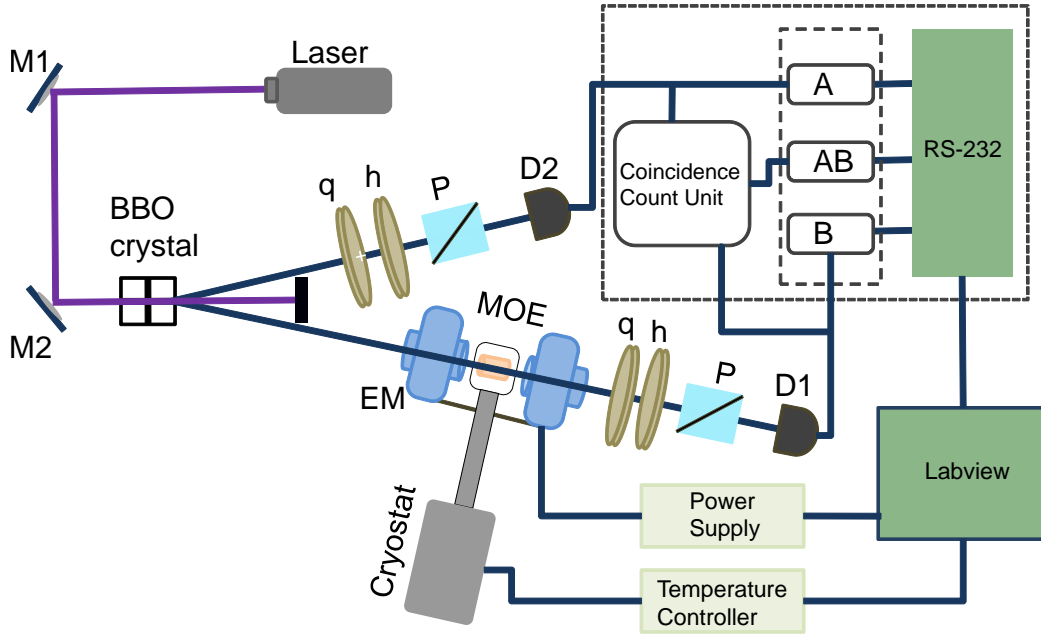 M1
Laser
A
Coincidence
Count Unit
AB
RS-232
B
D2
P
h
q
BBO
crystal
M2
MOE
EM
q
h
P
D1
Labview
Power
Supply
Cryostat
Temperature
Controller